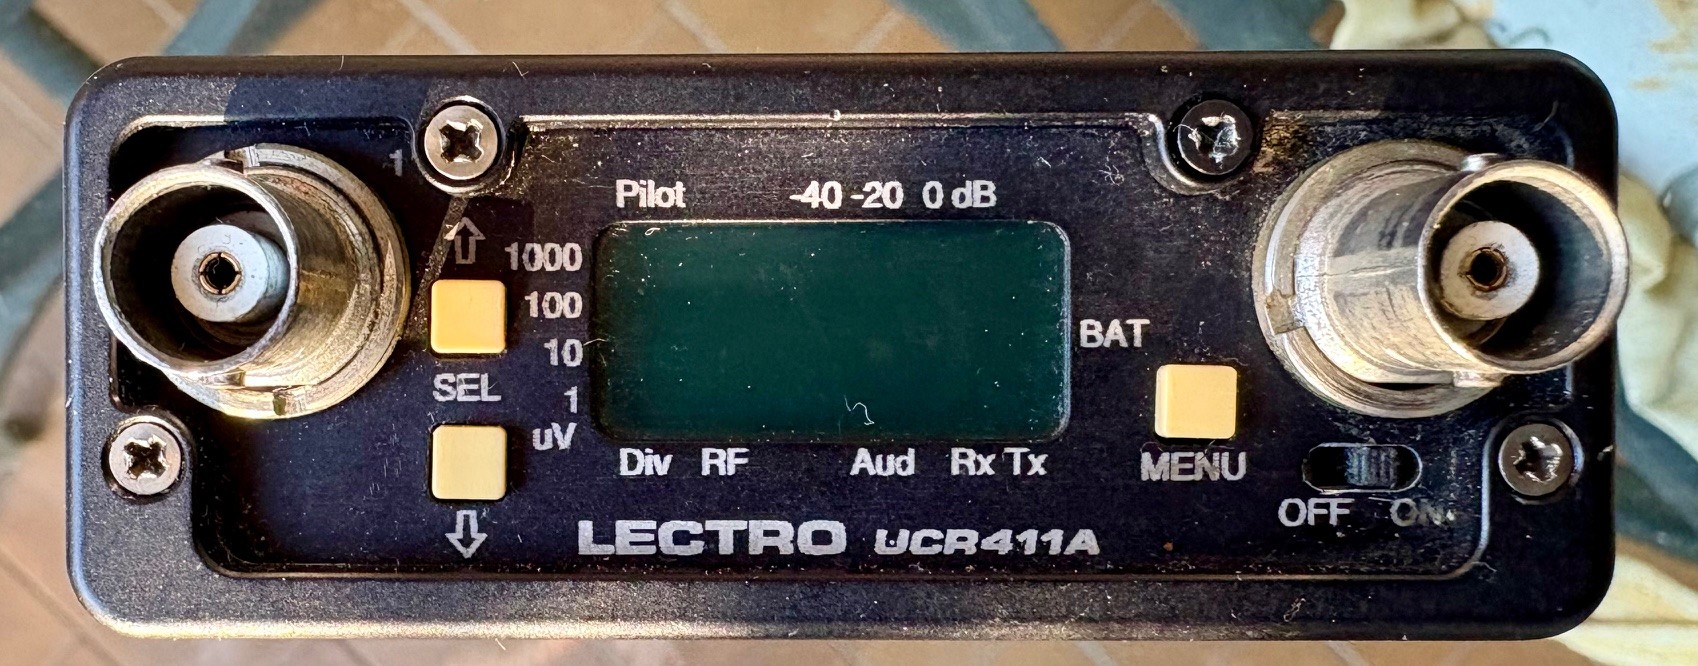 1
Pilot -40 -20 0 dB
1000
100
10
1
uV
SEL
BAT
MENU
Div RF Aud Rx Tx
OFF ON
LECTRO UCR411A